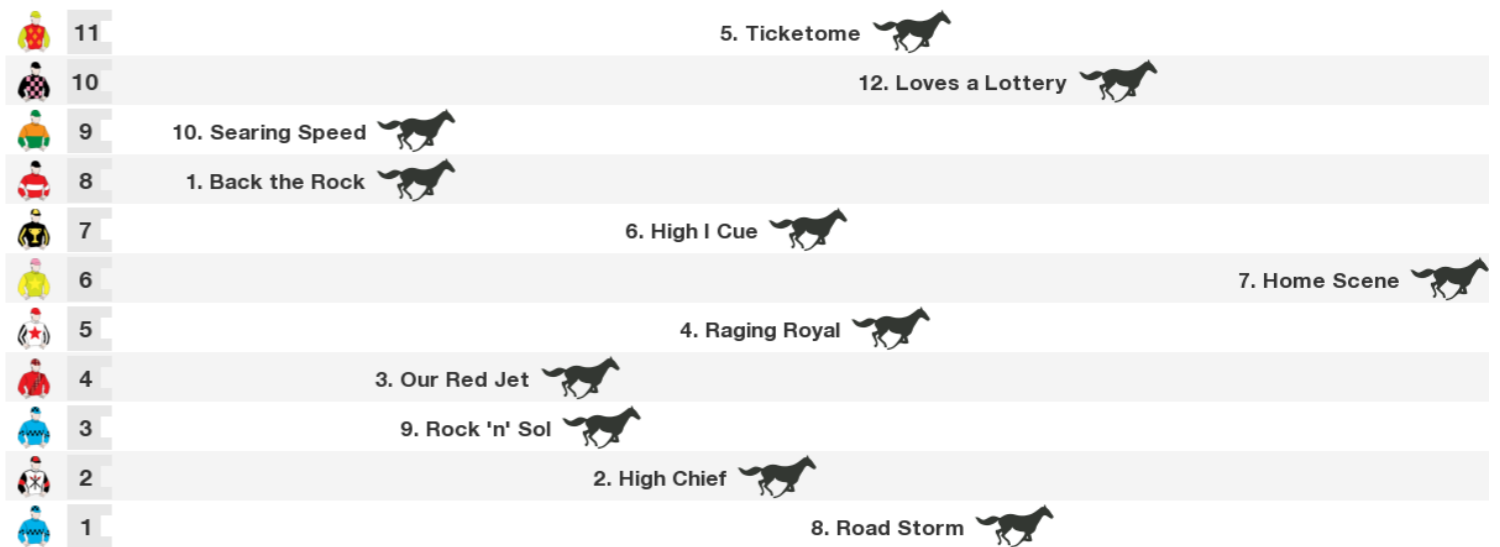 11 5. Ticketome
10 12. Loves a Lottery
9 10. Searing Speed
8 1. Back the Rock
7 6. High I Cue
6 7. Home Scene
5 4. Raging Royal
4 3. Our Red Jet
3 9. Rock 'n' Sol
2 2. High Chief
1 8. Road Storm